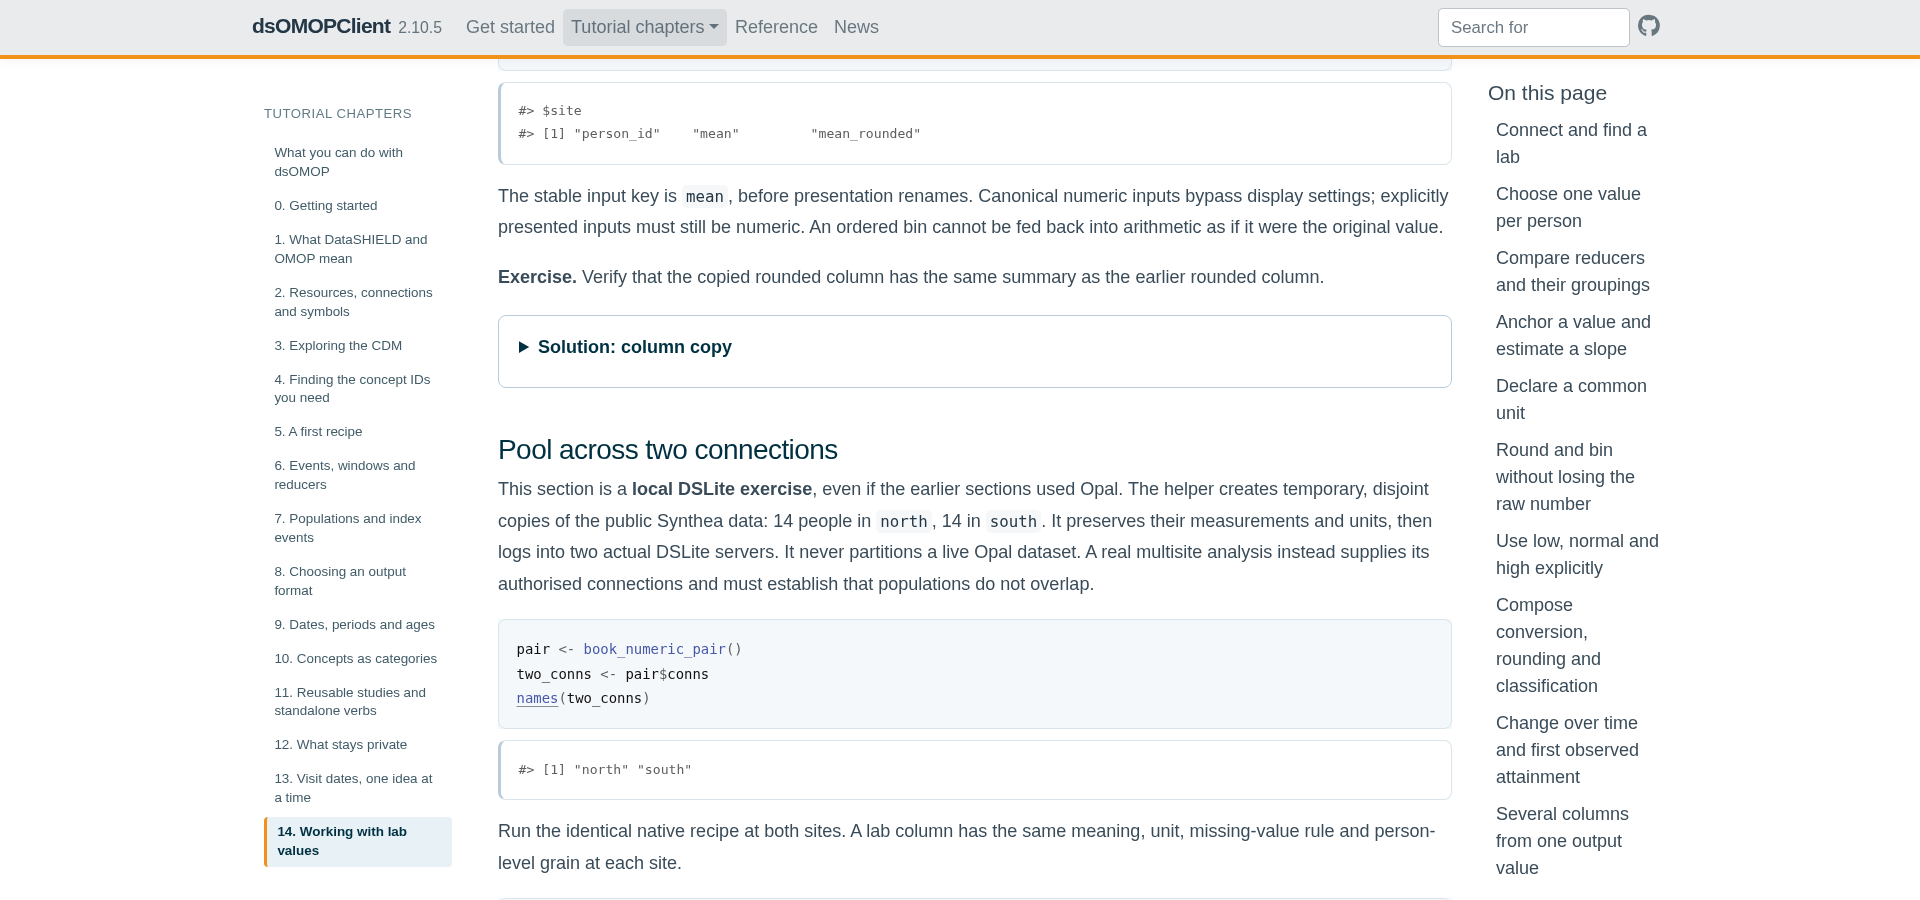 dsOMOPClient 2.10.5 Get started Tutorial chapters Reference News Search for
TUTORIAL CHAPTERS
What you can do with
dsOMOP
0. Getting started
1. What DataSHIELD and
OMOP mean
2. Resources, connections
and symbols
3. Exploring the CDM
4. Finding the concept IDs
you need
5. A first recipe
6. Events, windows and
reducers
7. Populations and index
events
8. Choosing an output
format
9. Dates, periods and ages
10. Concepts as categories
11. Reusable studies and
standalone verbs
12. What stays private
13. Visit dates, one idea at
a time
14. Working with lab
values
#> $site
#> [1] "person_id"    "mean"         "mean_rounded"
The stable input key is mean, before presentation renames. Canonical numeric inputs bypass display settings; explicitly
presented inputs must still be numeric. An ordered bin cannot be fed back into arithmetic as if it were the original value.
Exercise. Verify that the copied rounded column has the same summary as the earlier rounded column.
Solution: column copy
Pool across two connections
This section is a local DSLite exercise, even if the earlier sections used Opal. The helper creates temporary, disjoint
copies of the public Synthea data: 14 people in north, 14 in south. It preserves their measurements and units, then
logs into two actual DSLite servers. It never partitions a live Opal dataset. A real multisite analysis instead supplies its
authorised connections and must establish that populations do not overlap.
pair <- book_numeric_pair()
two_conns <- pair$conns
names(two_conns)
#> [1] "north" "south"
Run the identical native recipe at both sites. A lab column has the same meaning, unit, missing-value rule and person-
level grain at each site.
On this page
Connect and find a
lab
Choose one value
per person
Compare reducers
and their groupings
Anchor a value and
estimate a slope
Declare a common
unit
Round and bin
without losing the
raw number
Use low, normal and
high explicitly
Compose
conversion,
rounding and
classification
Change over time
and first observed
attainment
Several columns
from one output
value